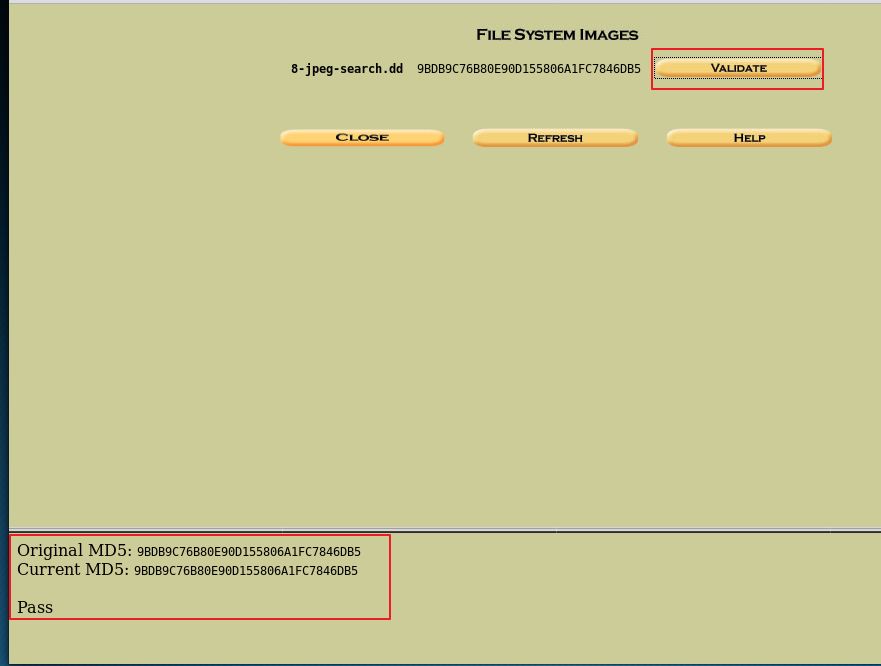 File System Images
8-jpeg-search.dd 9BDB9C76B80E90D155806A1FC7846DB5 Validate
Close Refresh Help
Original MD5: 9BDB9C76B80E90D155806A1FC7846DB5
Current MD5: 9BDB9C76B80E90D155806A1FC7846DB5
Pass